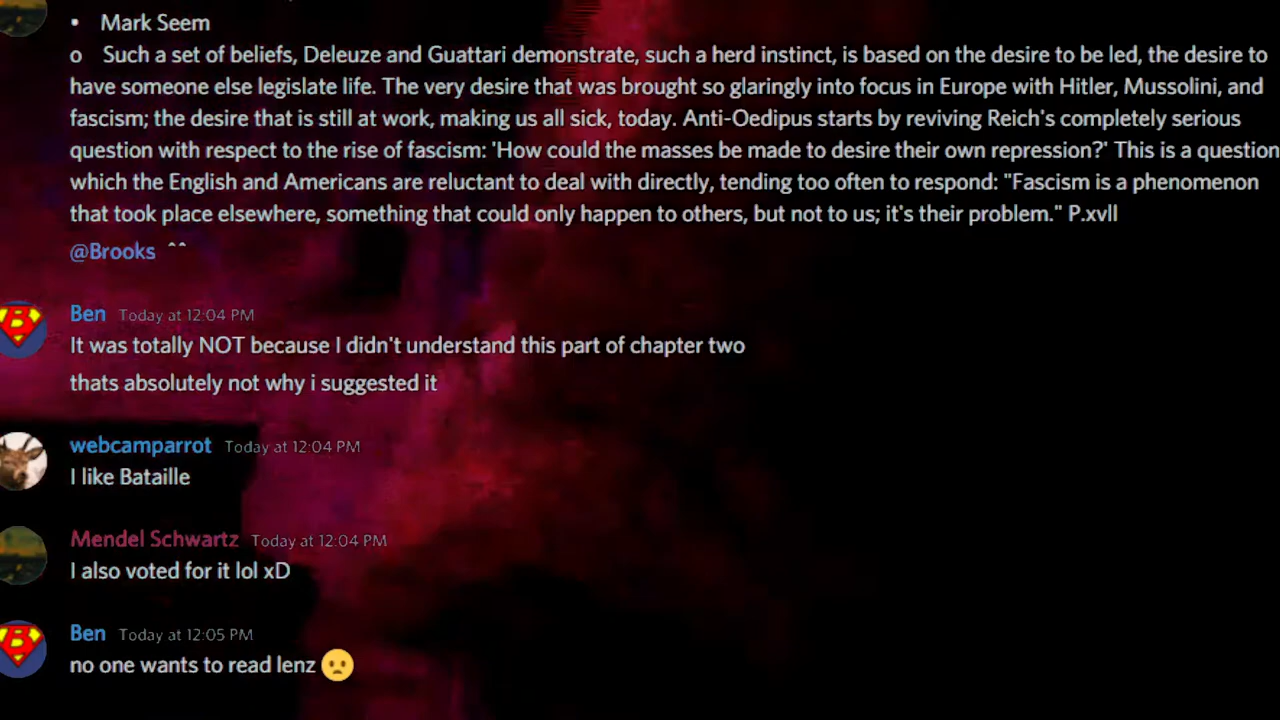 • Mark Seem
o Such a set of beliefs, Deleuze and Guattari demonstrate, such a herd instinct, is based on the desire to be led, the desire to
have someone else legislate life. The very desire that was brought so glaringly into focus in Europe with Hitler, Mussolini, and
fascism; the desire that is still at work, making us all sick, today. Anti-Oedipus starts by reviving Reich's completely serious
question with respect to the rise of fascism: 'How could the masses be made to desire their own repression?' This is a question
which the English and Americans are reluctant to deal with directly, tending too often to respond: "Fascism is a phenomenon
that took place elsewhere, something that could only happen to others, but not to us; it's their problem." P.xvll
@Brooks ^^
Ben Today at 12:04 PM
It was totally NOT because I didn't understand this part of chapter two
thats absolutely not why i suggested it
webcamparrot Today at 12:04 PM
I like Bataille
Mendel Schwartz Today at 12:04 PM
I also voted for it lol xD
Ben Today at 12:05 PM
no one wants to read lenz 😦